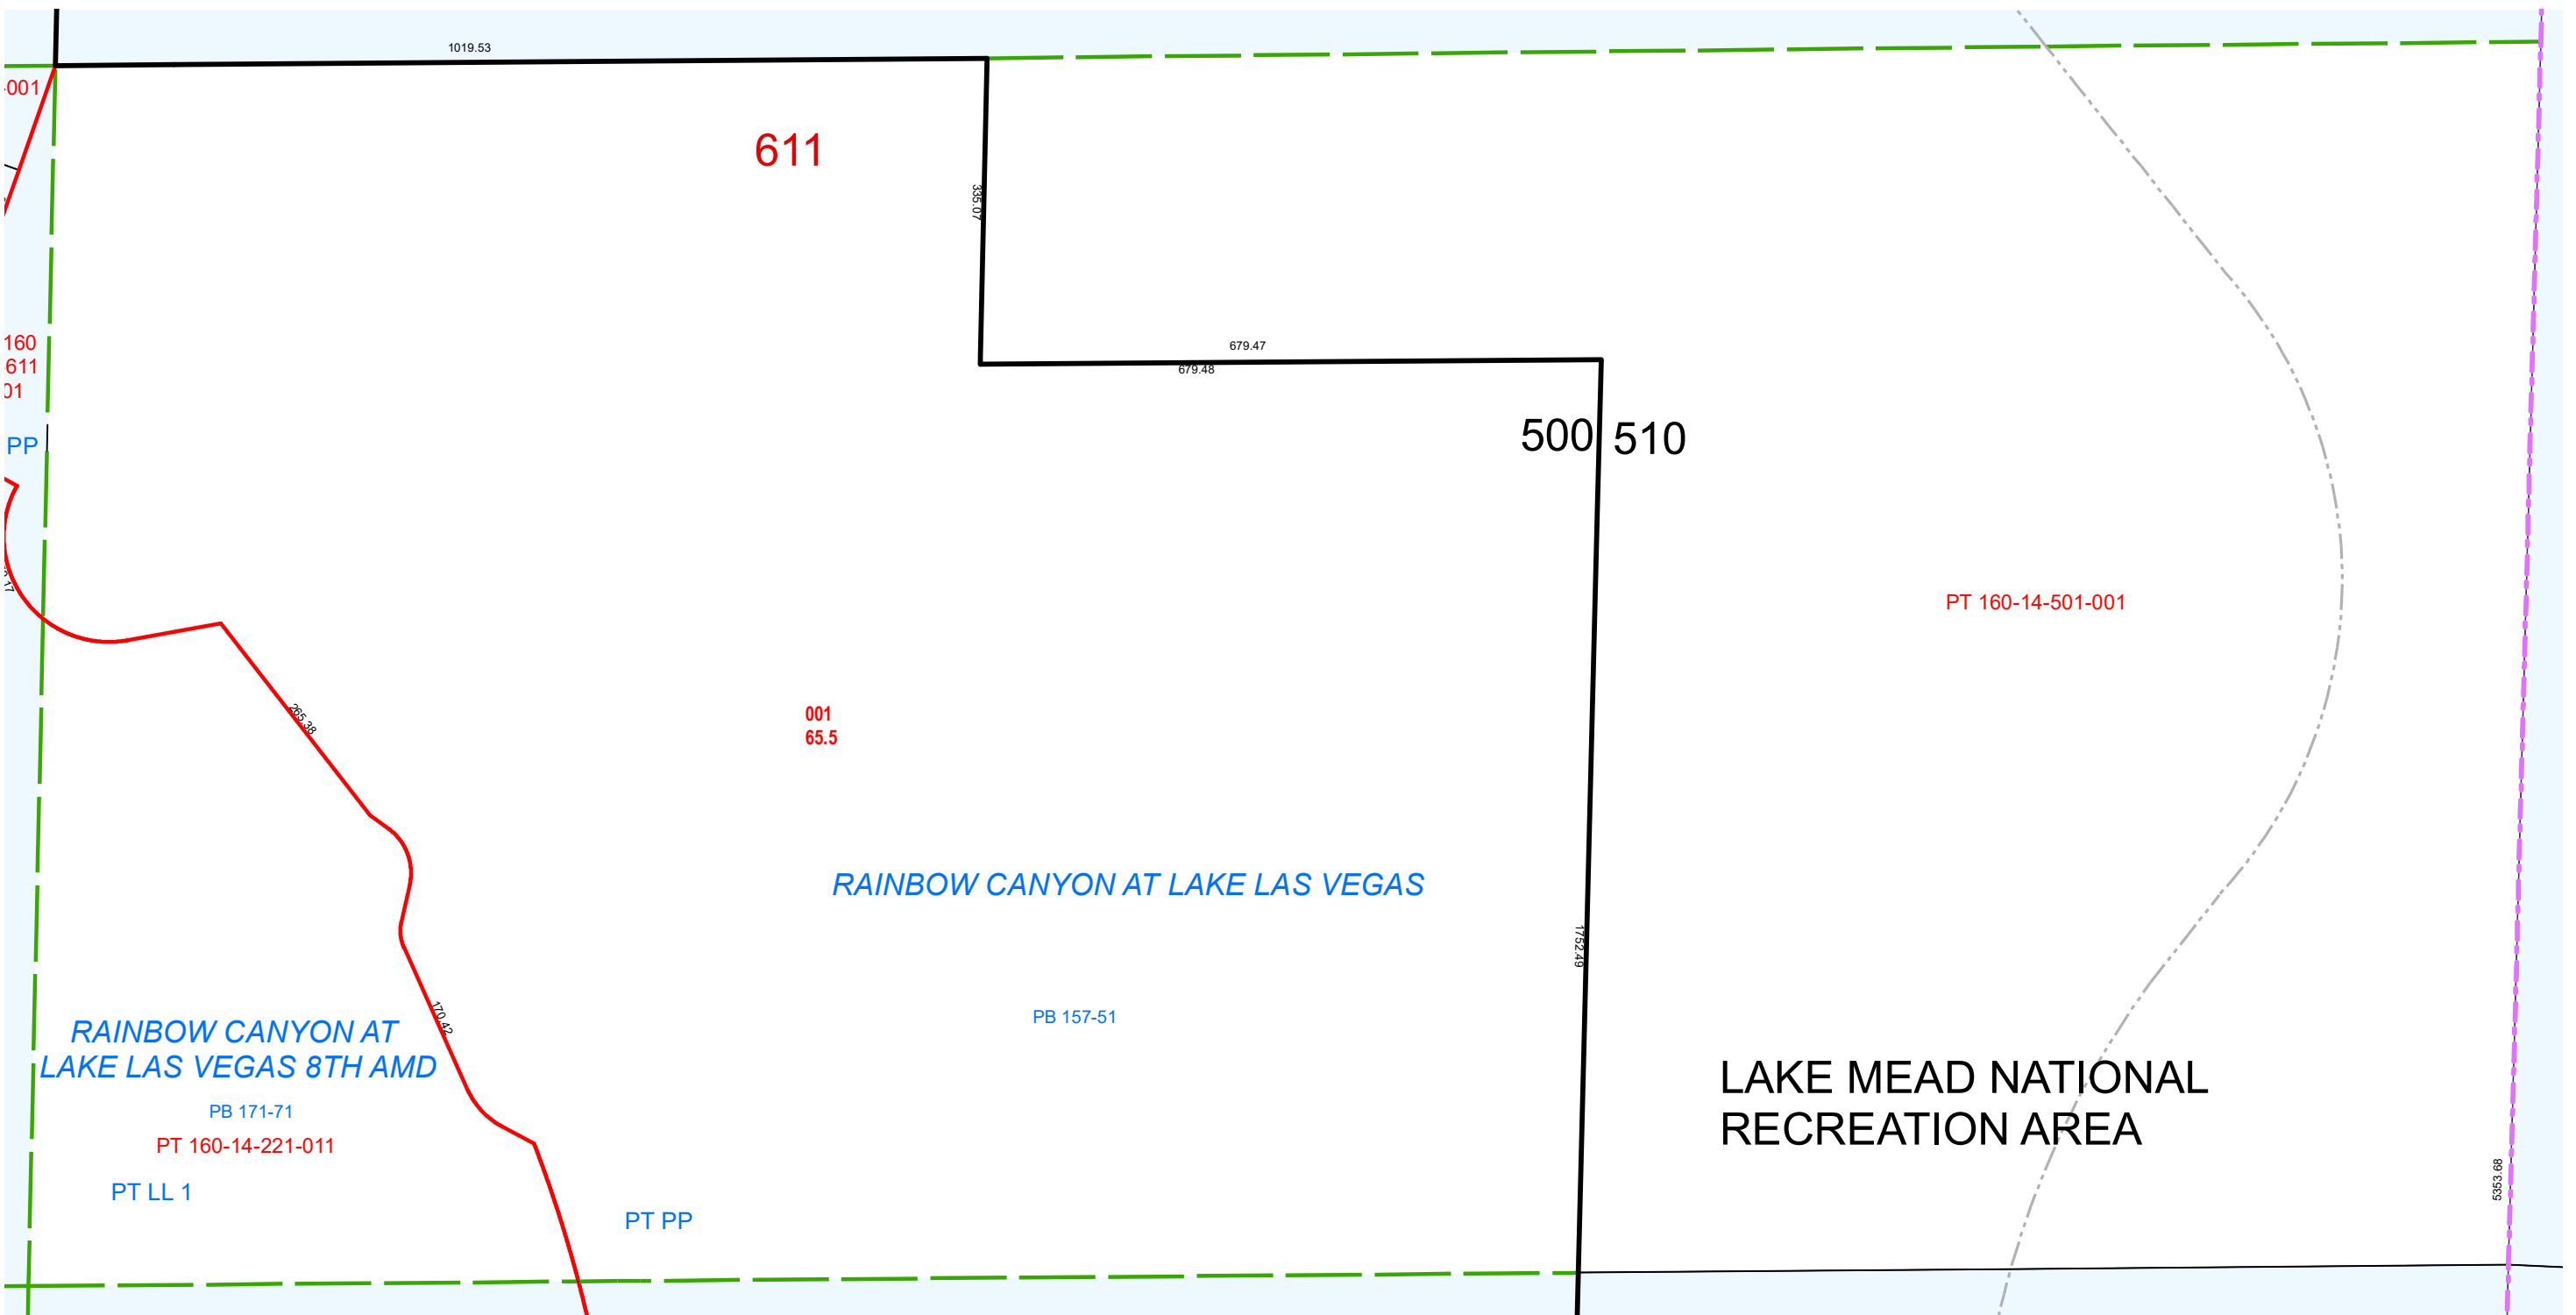 1019.53
-001
611
335.07
160
611
01
679.47
679.48
PP
500
510
PT 160-14-501-001
265.38
001
65.5
RAINBOW CANYON AT LAKE LAS VEGAS
1752.49
170.42
PB 157-51
RAINBOW CANYON AT
LAKE LAS VEGAS 8TH AMD
PB 171-71
PT 160-14-221-011
PT LL 1
PT PP
LAKE MEAD NATIONAL
RECREATION AREA
5353.68